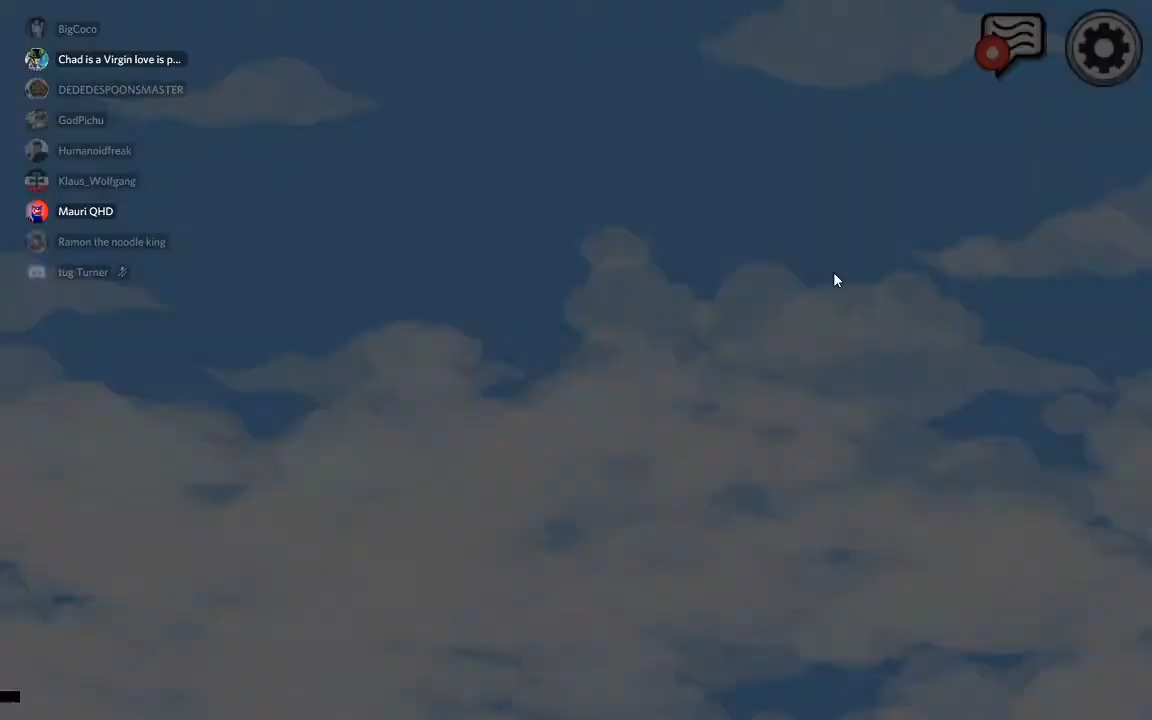 BigCoco
Chad is a Virgin love is p...
DEDEDESPOONSMASTER
GodPichu
Humanoidfreak
Klaus_Wolfgang
Mauri QHD
Ramon the noodle king
tug Turner